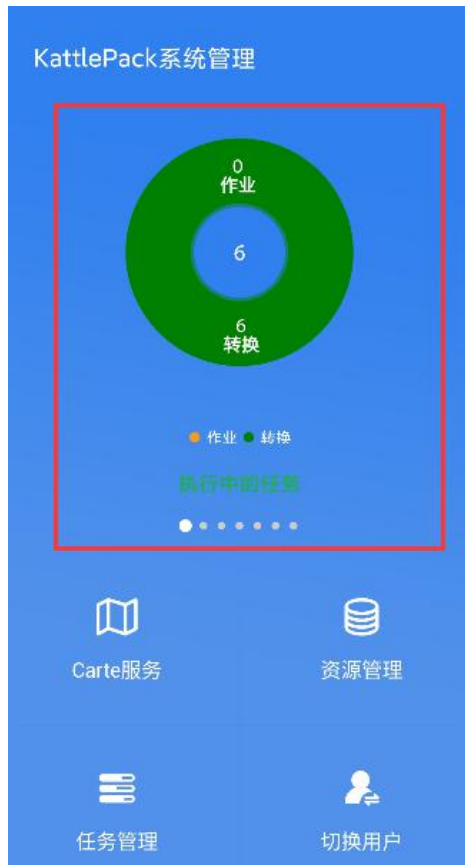 KattlePack系统管理
0
作业
6
6
转换
作业 转换
执行中的任务
Carte服务 资源管理
任务管理 切换用户